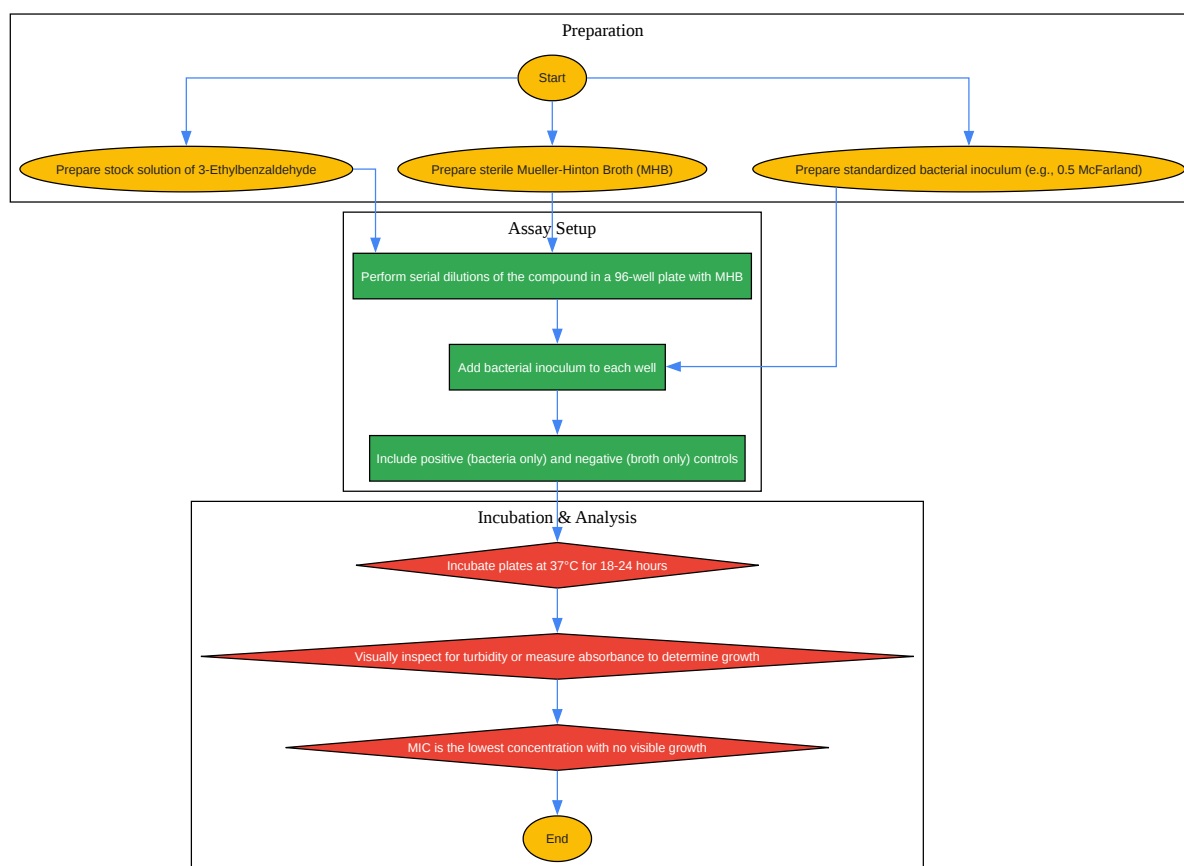 Preparation
Start
Prepare stock solution of 3-Ethylbenzaldehyde
Prepare sterile Mueller-Hinton Broth (MHB)
Prepare standardized bacterial inoculum (e.g., 0.5 McFarland)
Assay Setup
Perform serial dilutions of the compound in a 96-well plate with MHB
Add bacterial inoculum to each well
Include positive (bacteria only) and negative (broth only) controls
Incubation & Analysis
Incubate plates at 37°C for 18-24 hours
Visually inspect for turbidity or measure absorbance to determine growth
MIC is the lowest concentration with no visible growth
End